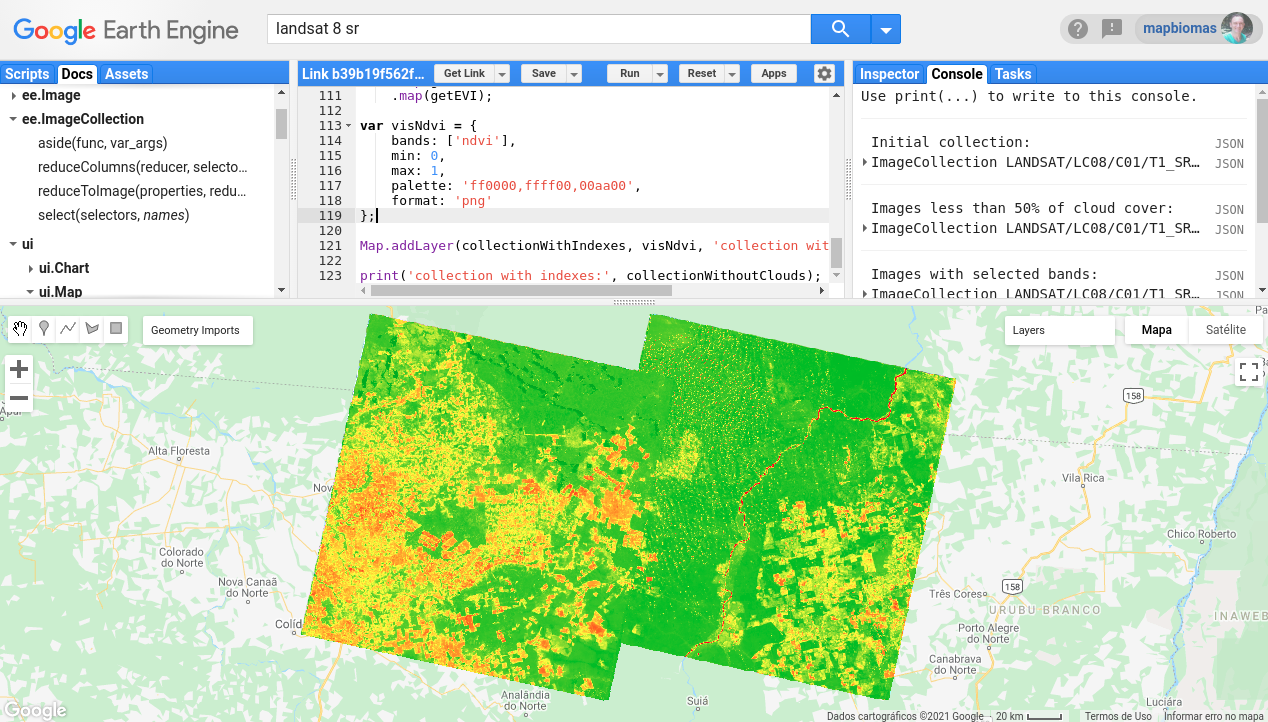 Google Earth Engine
landsat 8 sr
mapbiomas
Scripts Docs Assets
ee.Image
ee.ImageCollection
aside(func, var_args)
reduceColumns(reducer, selecto…
reduceToImage(properties, redu…
select(selectors, names)
ui
ui.Chart
ui.Map
Link b39b19f562f… Get Link Save Run Reset Apps
111 .map(getEVI);
112
113 var visNdvi = {
114 bands: ['ndvi'],
115 min: 0,
116 max: 1,
117 palette: 'ff0000,ffff00,00aa00',
118 format: 'png'
119 };
120
121 Map.addLayer(collectionWithIndexes, visNdvi, 'collection wit
122
123 print('collection with indexes:', collectionWithoutClouds);
Inspector Console Tasks
Use print(...) to write to this console.
Initial collection: JSON
ImageCollection LANDSAT/LC08/C01/T1_SR… JSON
Images less than 50% of cloud cover: JSON
ImageCollection LANDSAT/LC08/C01/T1_SR… JSON
Images with selected bands: JSON
ImageCollection LANDSAT/LC08/C01/T1_SR… JSON
Geometry Imports
Layers
Mapa Satélite
158
Alta Floresta
Nov
Vila Rica
Chico Roberto
Colorado
do Norte
Nova Canaã
do Norte
158
Três Cores
URUBU BRANCO
INAWEB
Colíd
Porto Alegre
do Norte
Canabrava
do Norte
Analândia
do Norte
Suiá
Luciára
Google
Dados cartográficos ©2021 Google 20 km Termos de Uso Informar erro no mapa